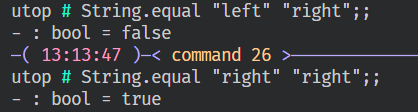 utop # String.equal "left" "right";;
- : bool = false
─( 13:13:47 )─< command 26 >──────────────
utop # String.equal "right" "right";;
- : bool = true